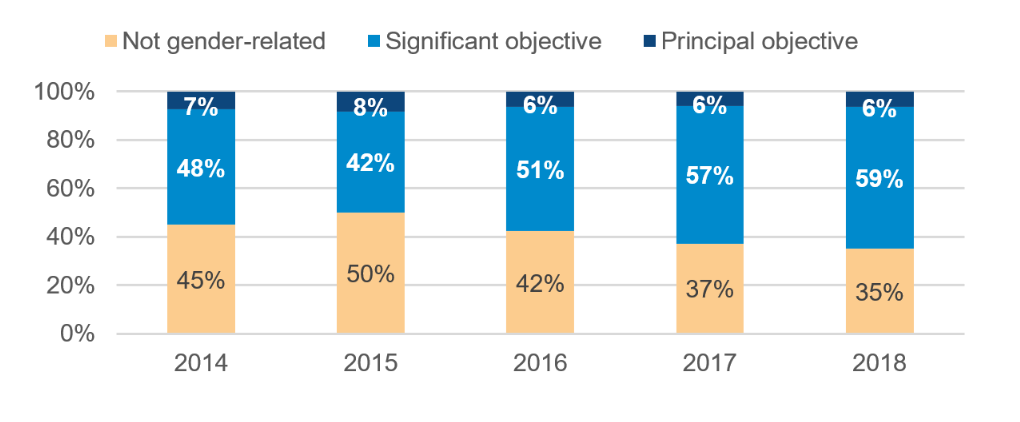 Not gender-related Significant objective Principal objective
100%
80%
60%
40%
20%
0%
7% 8% 6% 6% 6%
48% 42% 51% 57% 59%
45% 50% 42% 37% 35%
2014 2015 2016 2017 2018